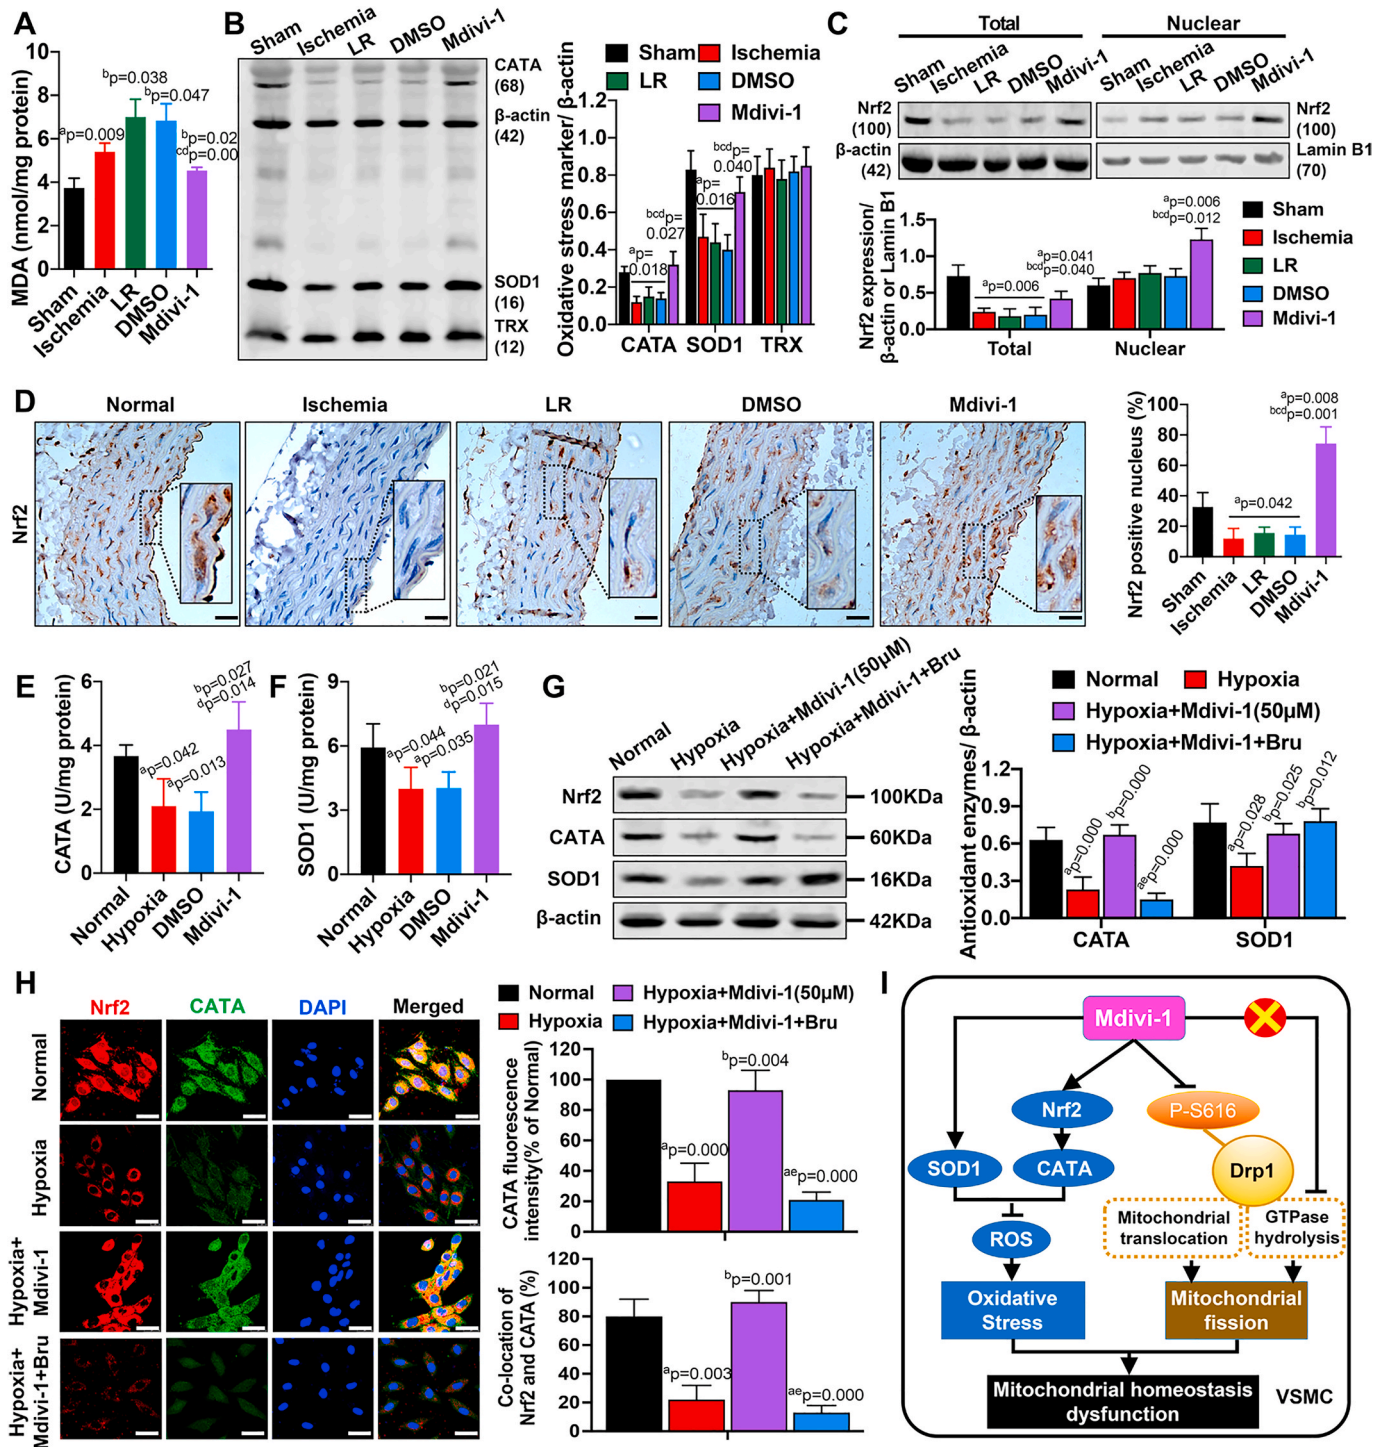 A
MDA (nmol/mg protein)
10
8
6
4
2
0
ap=0.009
bp=0.038
bp=0.047
bp=0.02
cdp=0.00
Sham
Ischemia
LR
DMSO
Mdivi-1
B
Sham
Ischemia
LR
DMSO
Mdivi-1
CATA
(68)
β-actin
(42)
SOD1
(16)
TRX
(12)
Oxidative stress marker/ β-actin
Sham
Ischemia
LR
DMSO
Mdivi-1
1.2
1.0
0.8
0.6
0.4
0.2
0.0
ap=
0.018
bcdp=
0.027
ap=
0.016
bcdp=
0.040
CATA
SOD1
TRX
C
Total
Nuclear
Sham
Ischemia
LR
DMSO
Mdivi-1
Sham
Ischemia
LR
DMSO
Mdivi-1
Nrf2
(100)
β-actin
(42)
Nrf2
(100)
Lamin B1
(70)
Nrf2 expression/
β-actin or Lamin B1
1.5
1.0
0.5
0.0
ap=0.006
ap=0.041
bcdp=0.040
ap=0.006
bcdp=0.012
Total
Nuclear
Sham
Ischemia
LR
DMSO
Mdivi-1
D
Normal
Ischemia
LR
DMSO
Mdivi-1
Nrf2
Nrf2 positive nucleus (%)
100
80
60
40
20
0
ap=0.042
ap=0.008
bcdp=0.001
Sham
Ischemia
LR
DMSO
Mdivi-1
E
CATA (U/mg protein)
6
4
2
0
ap=0.042
ap=0.013
bp=0.027
dp=0.014
Normal
Hypoxia
DMSO
Mdivi-1
F
SOD1 (U/mg protein)
9
6
3
0
ap=0.044
ap=0.035
bp=0.021
dp=0.015
Normal
Hypoxia
DMSO
Mdivi-1
G
Normal
Hypoxia
Hypoxia+Mdivi-1(50μM)
Hypoxia+Mdivi-1+Bru
Nrf2
100KDa
CATA
60KDa
SOD1
16KDa
β-actin
42KDa
Normal
Hypoxia
Hypoxia+Mdivi-1(50μM)
Hypoxia+Mdivi-1+Bru
Antioxidant enzymes/ β-actin
1.2
0.9
0.6
0.3
0.0
ap=0.000
bp=0.000
aep=0.000
ap=0.028
bp=0.025
bp=0.012
CATA
SOD1
H
Nrf2
CATA
DAPI
Merged
Normal
Hypoxia
Hypoxia+
Mdivi-1
Hypoxia+
Mdivi-1+Bru
Normal
Hypoxia
Hypoxia+Mdivi-1(50μM)
Hypoxia+Mdivi-1+Bru
CATA fluorescence
intensity(% of Normal)
120
100
80
60
40
20
0
ap=0.000
bp=0.004
aep=0.000
Co-location of
Nrf2 and CATA (%)
120
100
80
60
40
20
0
ap=0.003
bp=0.001
aep=0.000
I
Mdivi-1
Nrf2
P-S616
SOD1
CATA
Drp1
Mitochondrial
translocation
GTPase
hydrolysis
ROS
Oxidative
Stress
Mitochondrial
fission
Mitochondrial homeostasis
dysfunction
VSMC